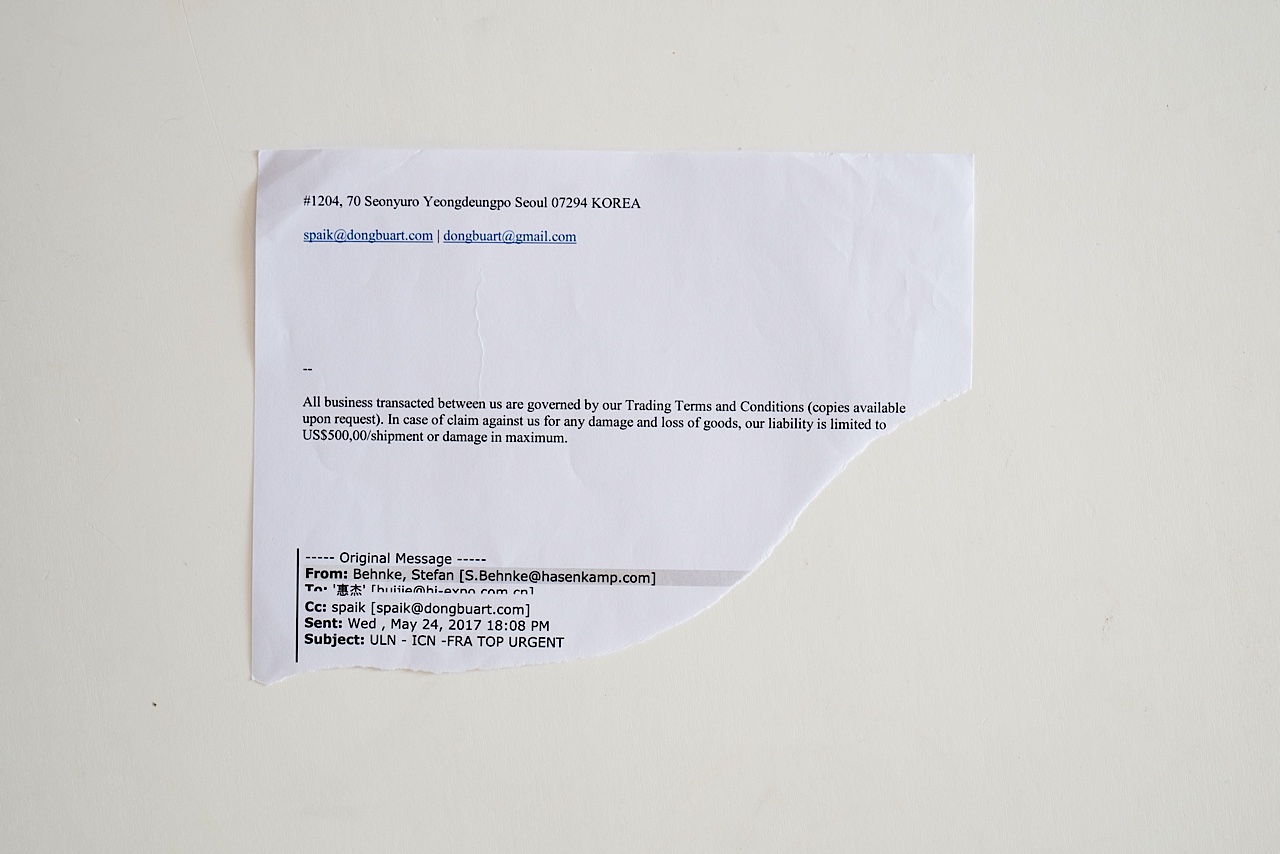 #1204, 70 Seonyuro Yeongdeungpo Seoul 07294 KOREA
spaik@dongbuart.com | dongbuart@gmail.com
--
All business transacted between us are governed by our Trading Terms and Conditions (copies available
upon request). In case of claim against us for any damage and loss of goods, our liability is limited to
US$500,00/shipment or damage in maximum.
----- Original Message -----
From: Behnke, Stefan [S.Behnke@hasenkamp.com]
To: '惠杰' [huijie@hi-expo.com.cn]
Cc: spaik [spaik@dongbuart.com]
Sent: Wed , May 24, 2017 18:08 PM
Subject: ULN - ICN -FRA TOP URGENT